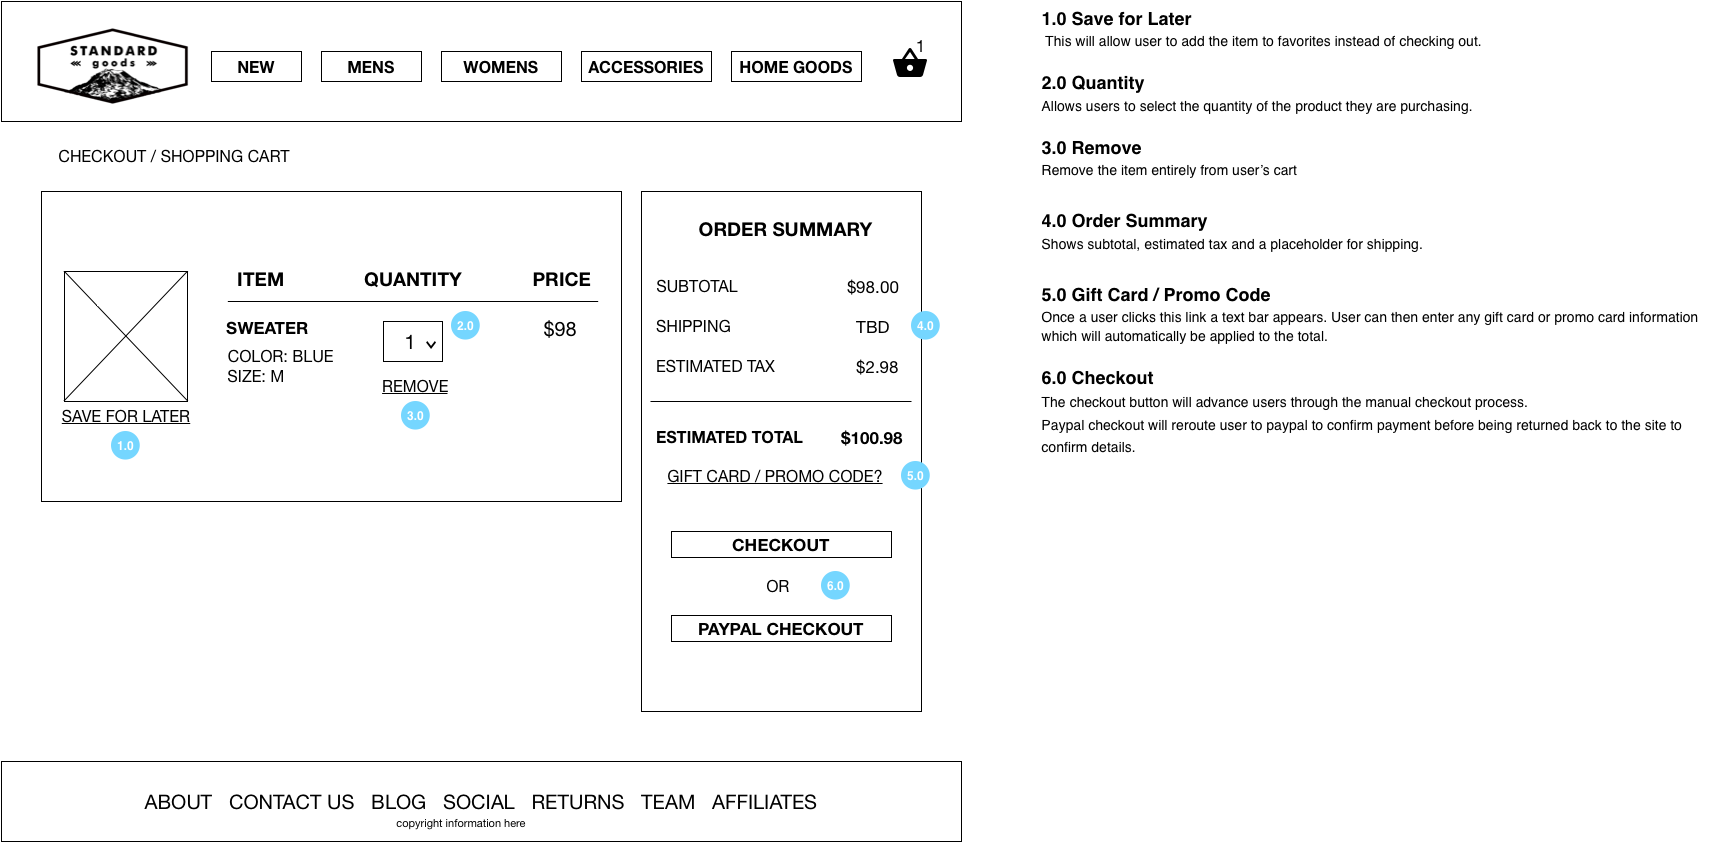 STANDARD
goods
NEW
MENS
WOMENS
ACCESSORIES
HOME GOODS
1
CHECKOUT / SHOPPING CART
ITEM QUANTITY PRICE
SWEATER
COLOR: BLUE
SIZE: M
1
2.0
$98
REMOVE
3.0
SAVE FOR LATER
1.0
ORDER SUMMARY
SUBTOTAL $98.00
SHIPPING TBD
4.0
ESTIMATED TAX $2.98
ESTIMATED TOTAL $100.98
GIFT CARD / PROMO CODE?
5.0
CHECKOUT
OR
6.0
PAYPAL CHECKOUT
ABOUT CONTACT US BLOG SOCIAL RETURNS TEAM AFFILIATES
copyright information here
1.0 Save for Later
This will allow user to add the item to favorites instead of checking out.
2.0 Quantity
Allows users to select the quantity of the product they are purchasing.
3.0 Remove
Remove the item entirely from user’s cart
4.0 Order Summary
Shows subtotal, estimated tax and a placeholder for shipping.
5.0 Gift Card / Promo Code
Once a user clicks this link a text bar appears. User can then enter any gift card or promo card information
which will automatically be applied to the total.
6.0 Checkout
The checkout button will advance users through the manual checkout process.
Paypal checkout will reroute user to paypal to confirm payment before being returned back to the site to
confirm details.